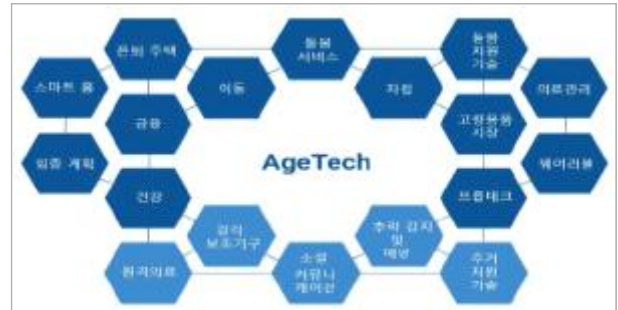 은퇴 주택
돌봄
서비스
돌봄
지원
기술
스마트 홈
이동
자립
의료관리
금융
고령용품
시장
임종 계획
AgeTech
웨어러블
건강
프롭테크
보조기구
추락 감지
및
예방
원격의료
소셜
커뮤니
케이션
주거
지원
기술